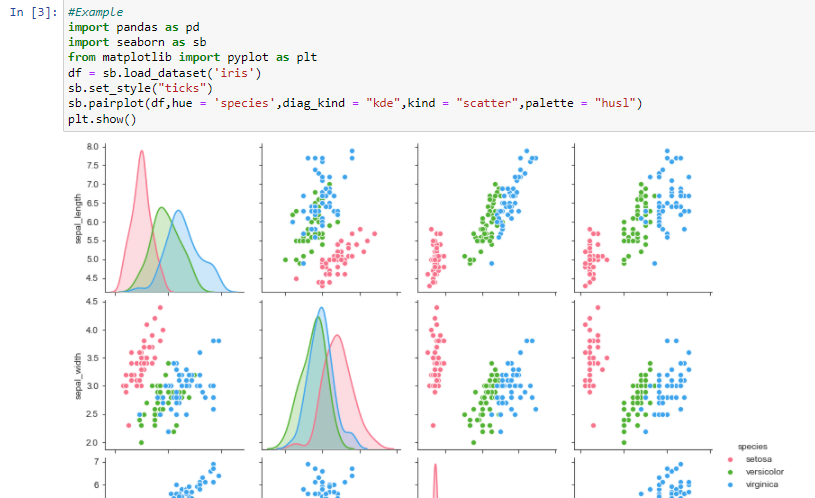 In [3]: #Example
import pandas as pd
import seaborn as sb
from matplotlib import pyplot as plt
df = sb.load_dataset('iris')
sb.set_style("ticks")
sb.pairplot(df,hue = 'species',diag_kind = "kde",kind = "scatter",palette = "husl")
plt.show()
8.0
7.5
7.0
6.5
6.0
5.5
5.0
4.5
sepal_length
4.5
4.0
3.5
3.0
2.5
2.0
sepal_width
7
6
species
setosa
versicolor
virginica